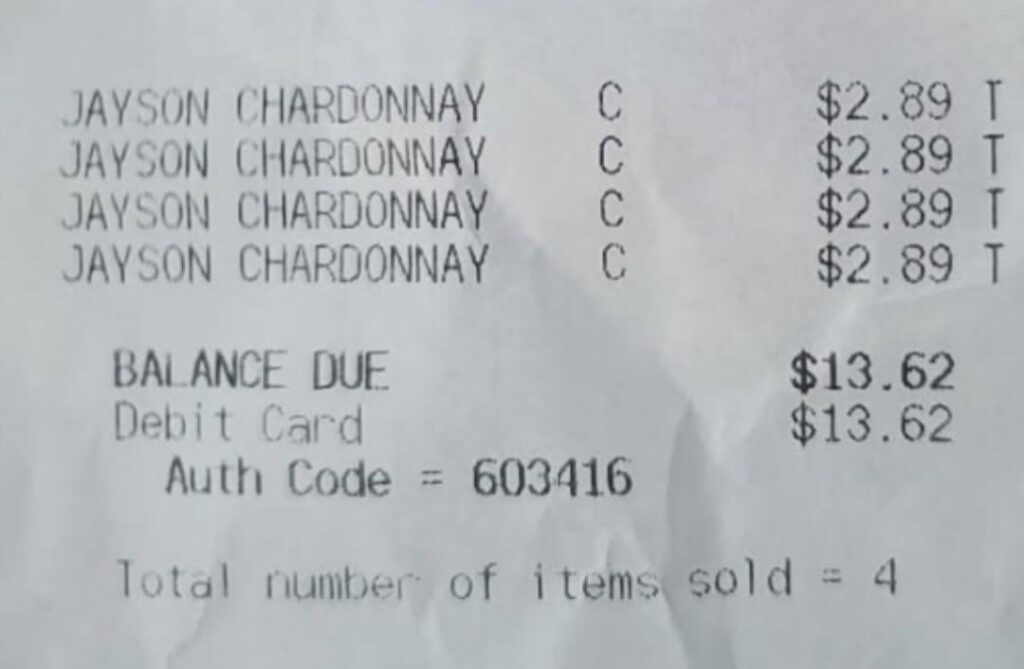 JAYSON CHARDONNAY C $2.89 T
JAYSON CHARDONNAY C $2.89 T
JAYSON CHARDONNAY C $2.89 T
JAYSON CHARDONNAY C $2.89 T
BALANCE DUE $13.62
Debit Card $13.62
Auth Code = 603416
Total number of items sold = 4